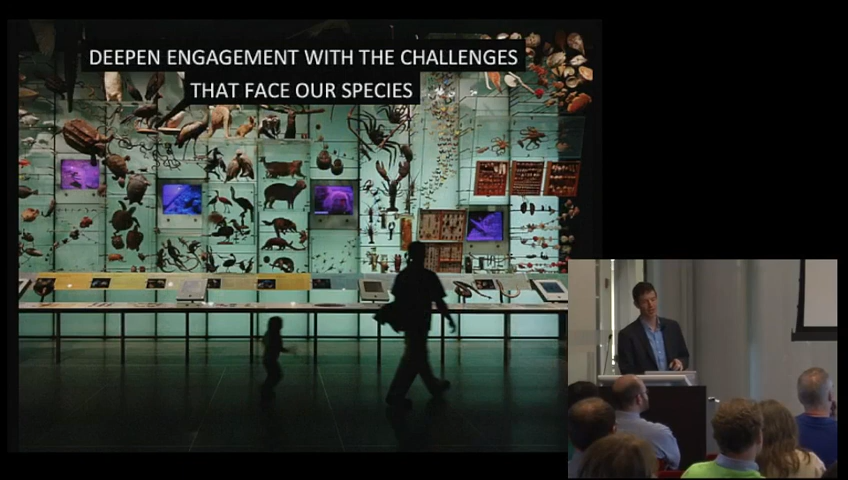 DEEPEN ENGAGEMENT WITH THE CHALLENGES
THAT FACE OUR SPECIES